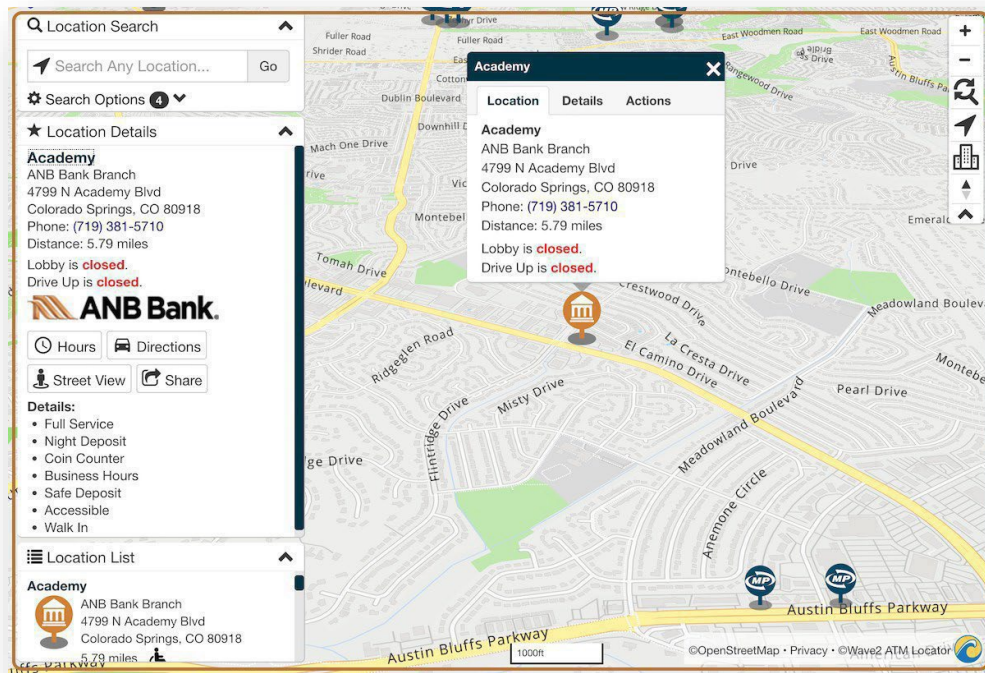 Location Search
Search Any Location...
Go
Search Options 4
Location Details
Academy
ANB Bank Branch
4799 N Academy Blvd
Colorado Springs, CO 80918
Phone: (719) 381-5710
Distance: 5.79 miles
Lobby is closed.
Drive Up is closed.
ANB Bank.
Hours
Directions
Street View
Share
Details:
• Full Service
• Night Deposit
• Coin Counter
• Business Hours
• Safe Deposit
• Accessible
• Walk In
Location List
Academy
ANB Bank Branch
4799 N Academy Blvd
Colorado Springs, CO 80918
5.79 miles
Academy
Location
Details
Actions
Academy
ANB Bank Branch
4799 N Academy Blvd
Colorado Springs, CO 80918
Phone: (719) 381-5710
Distance: 5.79 miles
Lobby is closed.
Drive Up is closed.
Fuller Road
Fuller Road
Shrider Road
East Woodmen Road
East Woodmen Road
Rangewood Drive
Dublin Boulevard
Downhill
Mach One Drive
Drive
Tomah Drive
Crestwood Drive
Meadowland Boulev
La Cresta Drive
El Camino Drive
Ridgeglen Road
Misty Drive
Flintridge Drive
Pearl Drive
Meadowland Boulevard
Anemone Circle
MP
MP
Austin Bluffs Parkway
Austin Bluffs Parkway
1000ft
©OpenStreetMap • Privacy • ©Wave2 ATM Locator